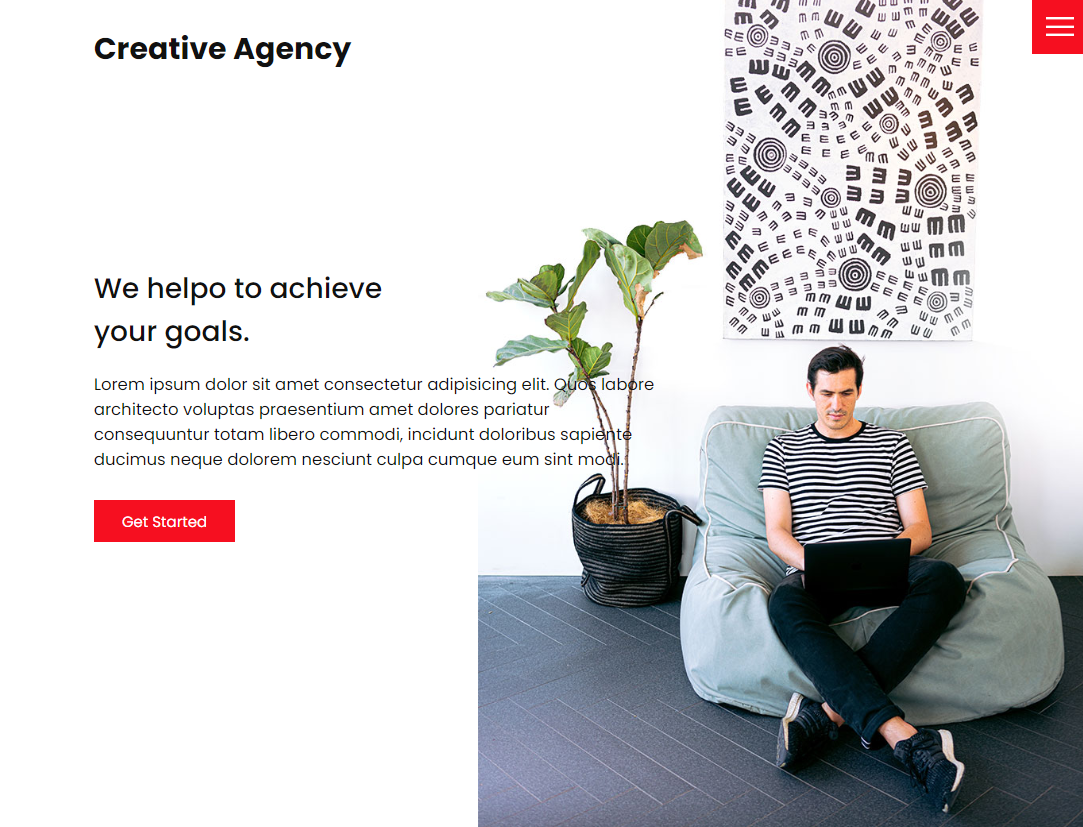 Creative Agency
We helpo to achieve
your goals.
Lorem ipsum dolor sit amet consectetur adipisicing elit. Quos labore
architecto voluptas praesentium amet dolores pariatur
consequuntur totam libero commodi, incidunt doloribus sapiente
ducimus neque dolorem nesciunt culpa cumque eum sint modi.
Get Started